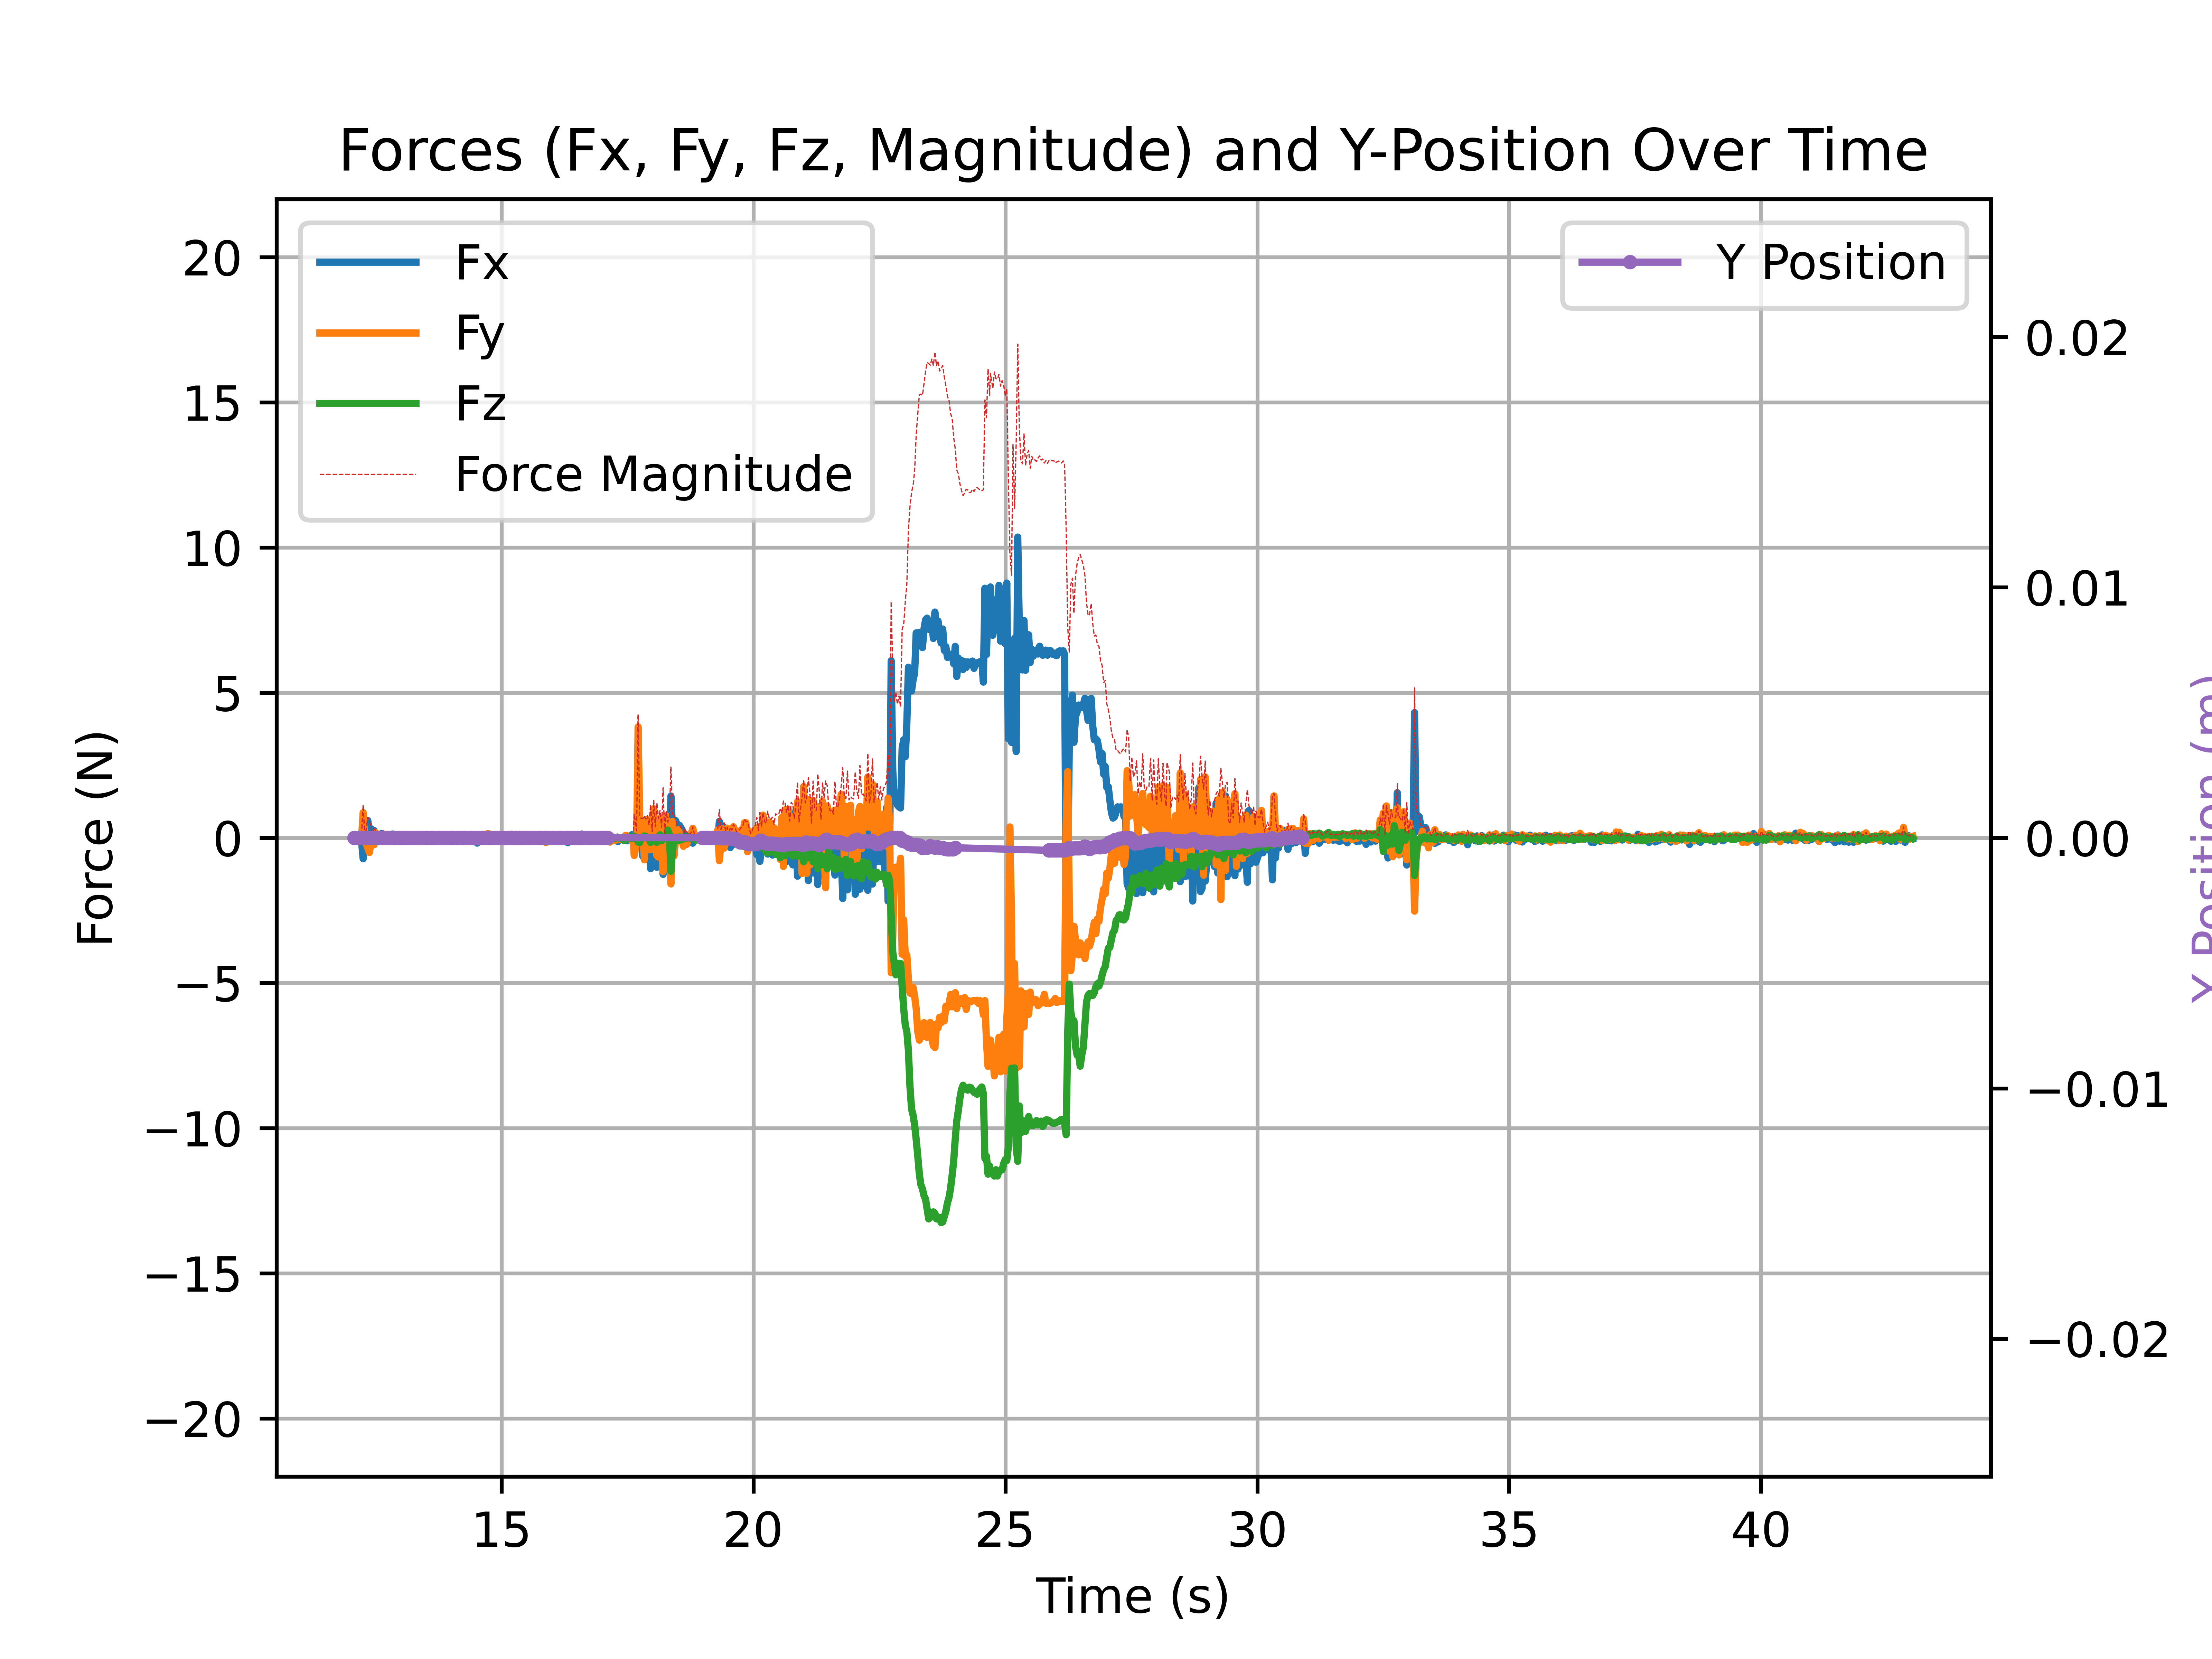 Forces (Fx, Fy, Fz, Magnitude) and Y-Position Over Time
Fx
Fy
Fz
Force Magnitude
Y Position
20
15
10
5
0
−5
−10
−15
−20
Force (N)
0.02
0.01
0.00
−0.01
−0.02
Y Position (m)
15
20
25
30
35
40
Time (s)